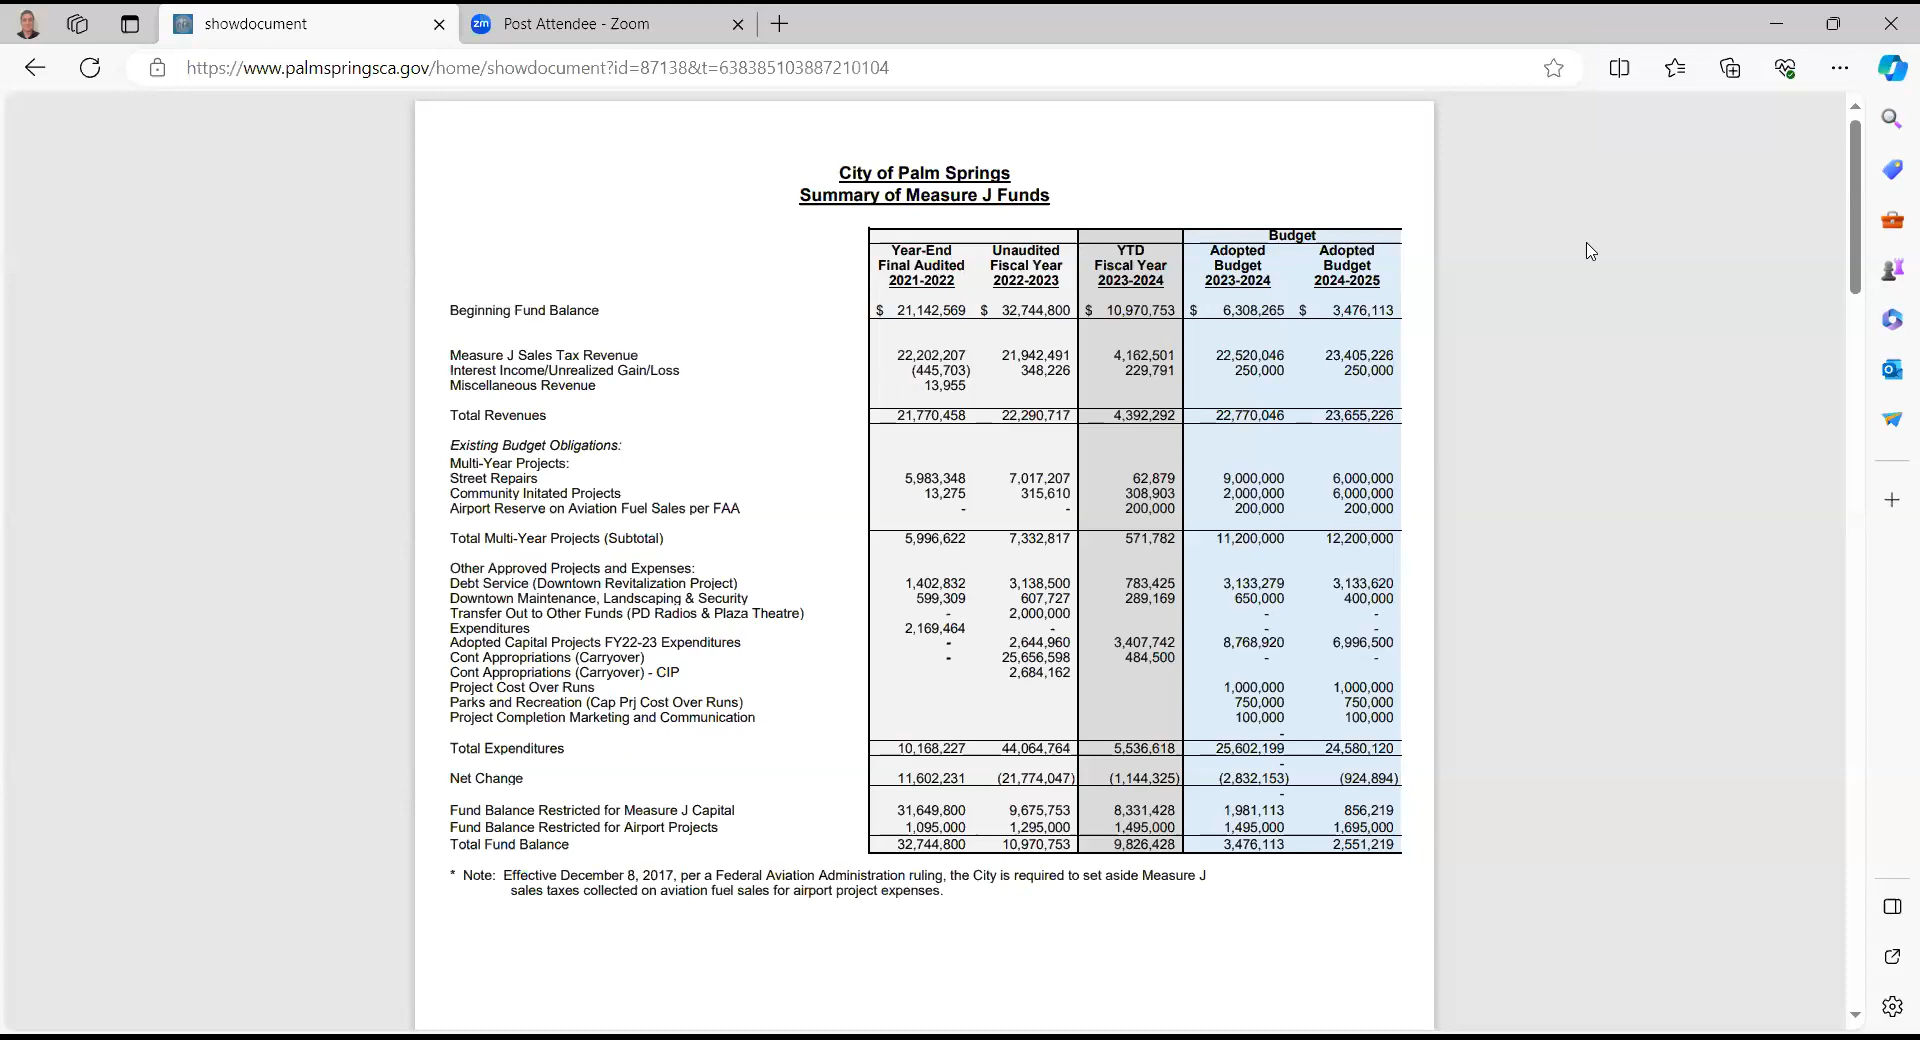 showdocument
zm Post Attendee - Zoom
https://www.palmspringsca.gov/home/showdocument?id=87138&t=638385103887210104
City of Palm Springs
Summary of Measure J Funds
Budget
Year-End Unaudited YTD Adopted Adopted
Final Audited Fiscal Year Fiscal Year Budget Budget
2021-2022 2022-2023 2023-2024 2023-2024 2024-2025
Beginning Fund Balance $ 21,142,569 $ 32,744,800 $ 10,970,753 $ 6,308,265 $ 3,476,113
Measure J Sales Tax Revenue 22,202,207 21,942,491 4,162,501 22,520,046 23,405,226
Interest Income/Unrealized Gain/Loss (445,703) 348,226 229,791 250,000 250,000
Miscellaneous Revenue 13,955
Total Revenues 21,770,458 22,290,717 4,392,292 22,770,046 23,655,226
Existing Budget Obligations:
Multi-Year Projects:
Street Repairs 5,983,348 7,017,207 62,879 9,000,000 6,000,000
Community Initated Projects 13,275 315,610 308,903 2,000,000 6,000,000
Airport Reserve on Aviation Fuel Sales per FAA - - 200,000 200,000 200,000
Total Multi-Year Projects (Subtotal) 5,996,622 7,332,817 571,782 11,200,000 12,200,000
Other Approved Projects and Expenses:
Debt Service (Downtown Revitalization Project) 1,402,832 3,138,500 783,425 3,133,279 3,133,620
Downtown Maintenance, Landscaping & Security 599,309 607,727 289,169 650,000 400,000
Transfer Out to Other Funds (PD Radios & Plaza Theatre) - 2,000,000 - -
Expenditures 2,169,464 - - -
Adopted Capital Projects FY22-23 Expenditures - 2,644,960 3,407,742 8,768,920 6,996,500
Cont Appropriations (Carryover) - 25,656,598 484,500 - -
Cont Appropriations (Carryover) - CIP 2,684,162
Project Cost Over Runs 1,000,000 1,000,000
Parks and Recreation (Cap Prj Cost Over Runs) 750,000 750,000
Project Completion Marketing and Communication 100,000 100,000
-
Total Expenditures 10,168,227 44,064,764 5,536,618 25,602,199 24,580,120
-
Net Change 11,602,231 (21,774,047) (1,144,325) (2,832,153) (924,894)
-
Fund Balance Restricted for Measure J Capital 31,649,800 9,675,753 8,331,428 1,981,113 856,219
Fund Balance Restricted for Airport Projects 1,095,000 1,295,000 1,495,000 1,495,000 1,695,000
Total Fund Balance 32,744,800 10,970,753 9,826,428 3,476,113 2,551,219
* Note: Effective December 8, 2017, per a Federal Aviation Administration ruling, the City is required to set aside Measure J
sales taxes collected on aviation fuel sales for airport project expenses.